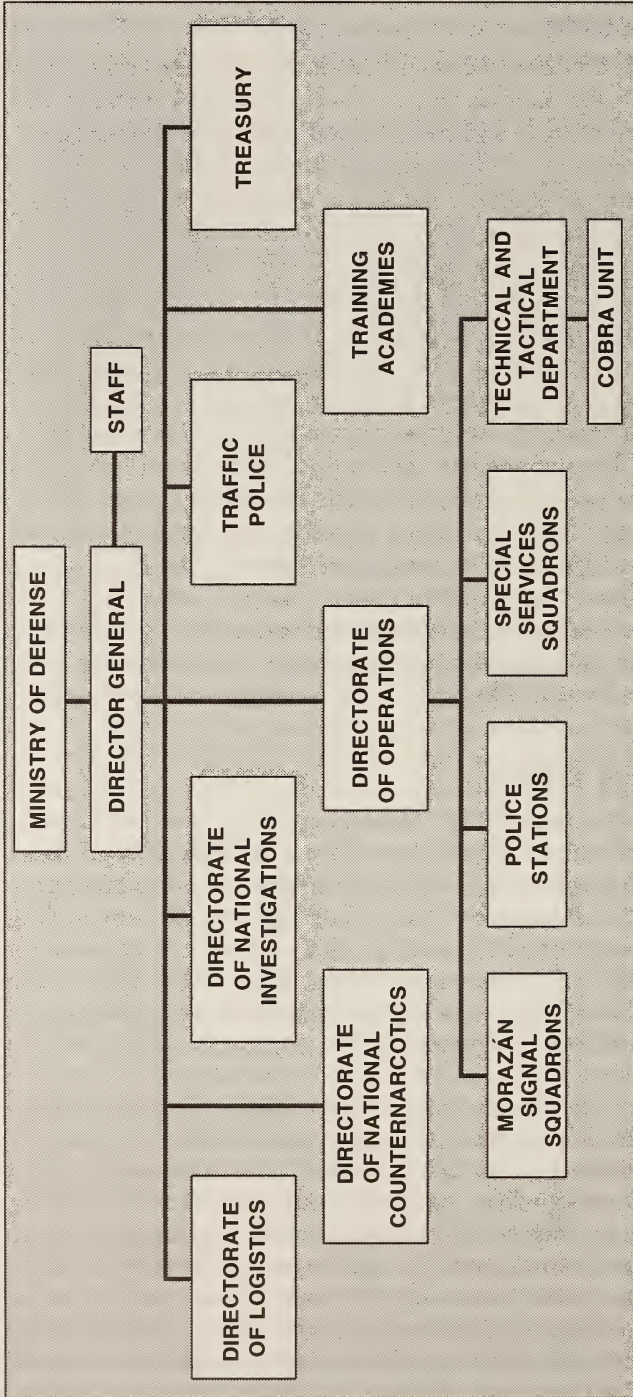 MINISTRY OF DEFENSE
DIRECTOR GENERAL
STAFF
DIRECTORATE
OF LOGISTICS
DIRECTORATE
OF NATIONAL
INVESTIGATIONS
TRAFFIC
POLICE
TREASURY
DIRECTORATE
OF NATIONAL
COUNTERNARCOTICS
DIRECTORATE
OF OPERATIONS
TRAINING
ACADEMIES
MORAZÁN
SIGNAL
SQUADRONS
POLICE
STATIONS
SPECIAL
SERVICES
SQUADRONS
TECHNICAL AND
TACTICAL
DEPARTMENT
COBRA UNIT